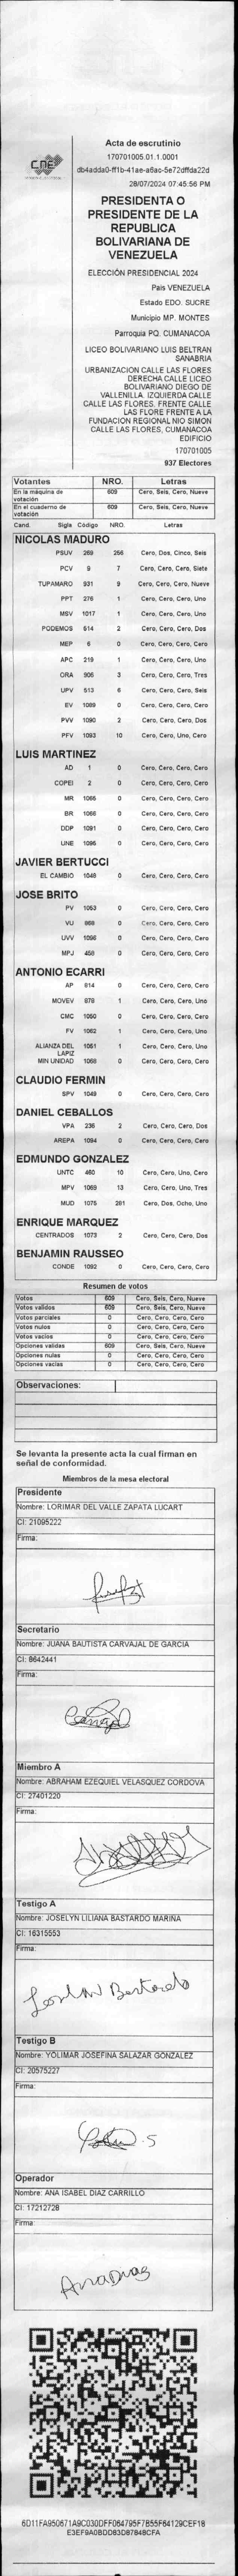 CNE
Acta de escrutinio
170701005.01.1.0001
db4adda0-ff1b-41ae-a6ac-5e72dffda22d
28/07/2024 07:45:56 PM
PRESIDENTA O
PRESIDENTE DE LA
REPUBLICA
BOLIVARIANA DE
VENEZUELA
ELECCIÓN PRESIDENCIAL 2024
Pais VENEZUELA
Estado EDO. SUCRE
Municipio MP. MONTES
Parroquia PQ. CUMANACOA
LICEO BOLIVARIANO LUIS BELTRAN
SANABRIA
URBANIZACION CALLE LAS FLORES
DERECHA CALLE LICEO
BOLIVARIANO DIEGO DE
VALLENILLA. IZQUIERDA CALLE
CALLE LAS FLORES. FRENTE CALLE
LAS FLORE FRENTE A LA
FUNDACION REGIONAL NIO SIMON
CALLE LAS FLORES, CUMANACOA
EDIFICIO
170701005
937 Electores
Votantes NRO. Letras
En la máquina de votación 609 Cero, Seis, Cero, Nueve
En el cuaderno de votación 609 Cero, Seis, Cero, Nueve
Cand. Sigla Código NRO. Letras
NICOLAS MADURO
PSUV 269 256 Cero, Dos, Cinco, Seis
PCV 9 7 Cero, Cero, Cero, Siete
TUPAMARO 931 9 Cero, Cero, Cero, Nueve
PPT 276 1 Cero, Cero, Cero, Uno
MSV 1017 1 Cero, Cero, Cero, Uno
PODEMOS 514 2 Cero, Cero, Cero, Dos
MEP 6 0 Cero, Cero, Cero, Cero
APC 219 1 Cero, Cero, Cero, Uno
ORA 906 3 Cero, Cero, Cero, Tres
UPV 513 6 Cero, Cero, Cero, Seis
EV 1089 0 Cero, Cero, Cero, Cero
PVV 1090 2 Cero, Cero, Cero, Dos
PFV 1093 10 Cero, Cero, Uno, Cero
LUIS MARTINEZ
AD 1 0 Cero, Cero, Cero, Cero
COPEI 2 0 Cero, Cero, Cero, Cero
MR 1065 0 Cero, Cero, Cero, Cero
BR 1066 0 Cero, Cero, Cero, Cero
DDP 1091 0 Cero, Cero, Cero, Cero
UNE 1095 0 Cero, Cero, Cero, Cero
JAVIER BERTUCCI
EL CAMBIO 1048 0 Cero, Cero, Cero, Cero
JOSE BRITO
PV 1053 0 Cero, Cero, Cero, Cero
VU 969 0 Cero, Cero, Cero, Cero
UVV 1096 0 Cero, Cero, Cero, Cero
MPJ 458 0 Cero, Cero, Cero, Cero
ANTONIO ECARRI
AP 814 0 Cero, Cero, Cero, Cero
MOVEV 878 1 Cero, Cero, Cero, Uno
CMC 1050 0 Cero, Cero, Cero, Cero
FV 1062 1 Cero, Cero, Cero, Uno
ALIANZA DEL LAPIZ 1051 1 Cero, Cero, Cero, Uno
MIN UNIDAD 1068 0 Cero, Cero, Cero, Cero
CLAUDIO FERMIN
SPV 1049 0 Cero, Cero, Cero, Cero
DANIEL CEBALLOS
VPA 236 2 Cero, Cero, Cero, Dos
AREPA 1094 0 Cero, Cero, Cero, Cero
EDMUNDO GONZALEZ
UNTC 460 10 Cero, Cero, Uno, Cero
MPV 1069 13 Cero, Cero, Uno, Tres
MUD 1075 281 Cero, Dos, Ocho, Uno
ENRIQUE MARQUEZ
CENTRADOS 1073 2 Cero, Cero, Cero, Dos
BENJAMIN RAUSSEO
CONDE 1092 0 Cero, Cero, Cero, Cero
Resumen de votos
Votos 609 Cero, Seis, Cero, Nueve
Votos validos 609 Cero, Seis, Cero, Nueve
Votos parciales 0 Cero, Cero, Cero, Cero
Votos nulos 0 Cero, Cero, Cero, Cero
Votos vacios 0 Cero, Cero, Cero, Cero
Opciones validas 609 Cero, Seis, Cero, Nueve
Opciones nulas 0 Cero, Cero, Cero, Cero
Opciones vacias 0 Cero, Cero, Cero, Cero
Observaciones:
Se levanta la presente acta la cual firman en
señal de conformidad.
Miembros de la mesa electoral
Presidente
Nombre: LORIMAR DEL VALLE ZAPATA LUCART
CI: 21095222
Firma:
Secretario
Nombre: JUANA BAUTISTA CARVAJAL DE GARCIA
CI: 8642441
Firma:
Miembro A
Nombre: ABRAHAM EZEQUIEL VELASQUEZ CORDOVA
CI: 27401220
Firma:
Testigo A
Nombre: JOSELYN LILIANA BASTARDO MARINA
CI: 16315553
Firma:
Joselyn Bastardo
Testigo B
Nombre: YOLIMAR JOSEFINA SALAZAR GONZALEZ
CI: 20575227
Firma:
Operador
Nombre: ANA ISABEL DIAZ CARRILLO
CI: 17212728
Firma:
Ana Diaz
6D11FA950671A9C030DFF064795F7B55F64129CEF18
E3EF9A0BDD83D87848CFA